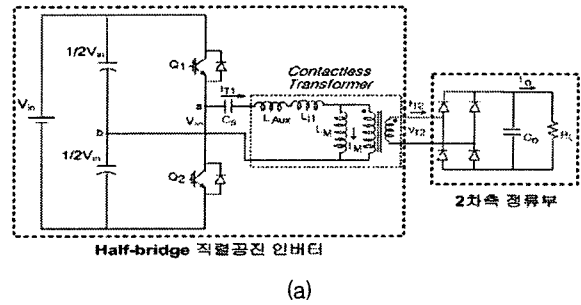 1/2Vin
Q1
Contactless
Transformer
IT1
a
Vin
Cs
LAux
Ll1
LM
IM
IT2
VT2
Io
Co
b
1/2Vin
Q2
2차측 정류부
Half-bridge 직렬공진 인버터
(a)